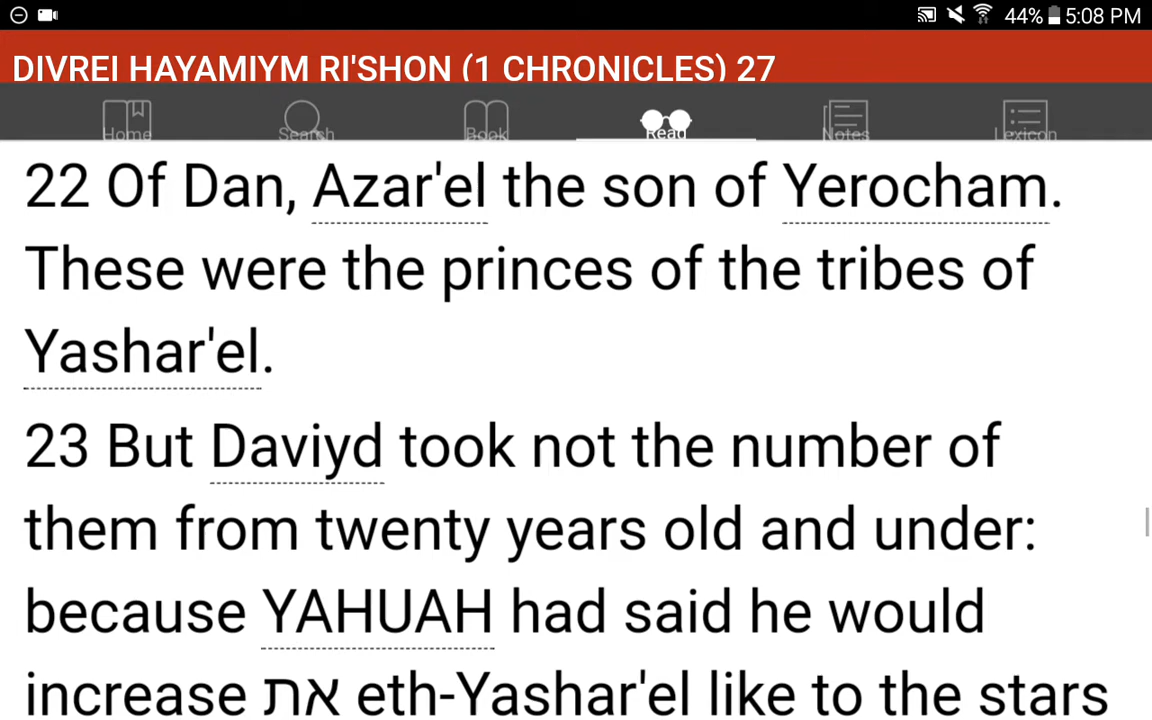 44% 5:08 PM
DIVREI HAYAMIYM RI'SHON (1 CHRONICLES) 27
Home Search Book Read Notes Lexicon
22 Of Dan, Azar'el the son of Yerocham.
These were the princes of the tribes of
Yashar'el.
23 But Daviyd took not the number of
them from twenty years old and under:
because YAHUAH had said he would
increase את eth-Yashar'el like to the stars